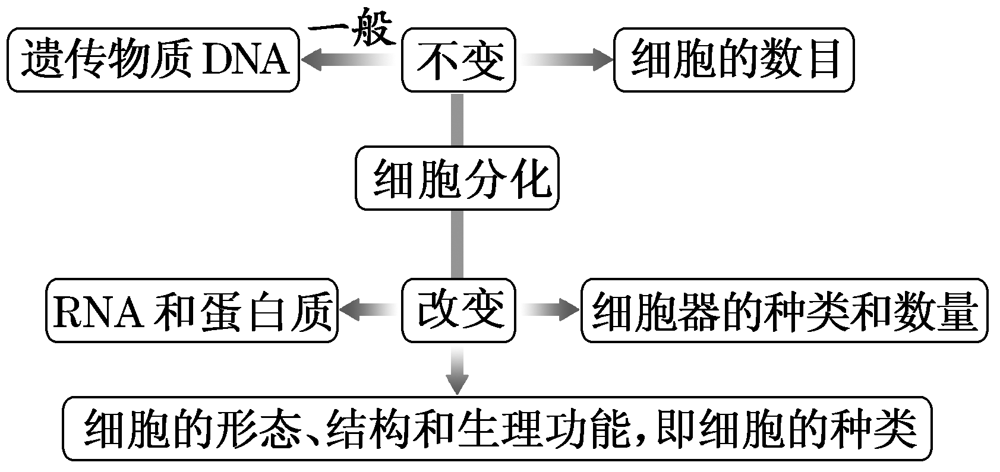 一般
遗传物质DNA
不变
细胞的数目
细胞分化
RNA和蛋白质
改变
细胞器的种类和数量
细胞的形态、结构和生理功能,即细胞的种类